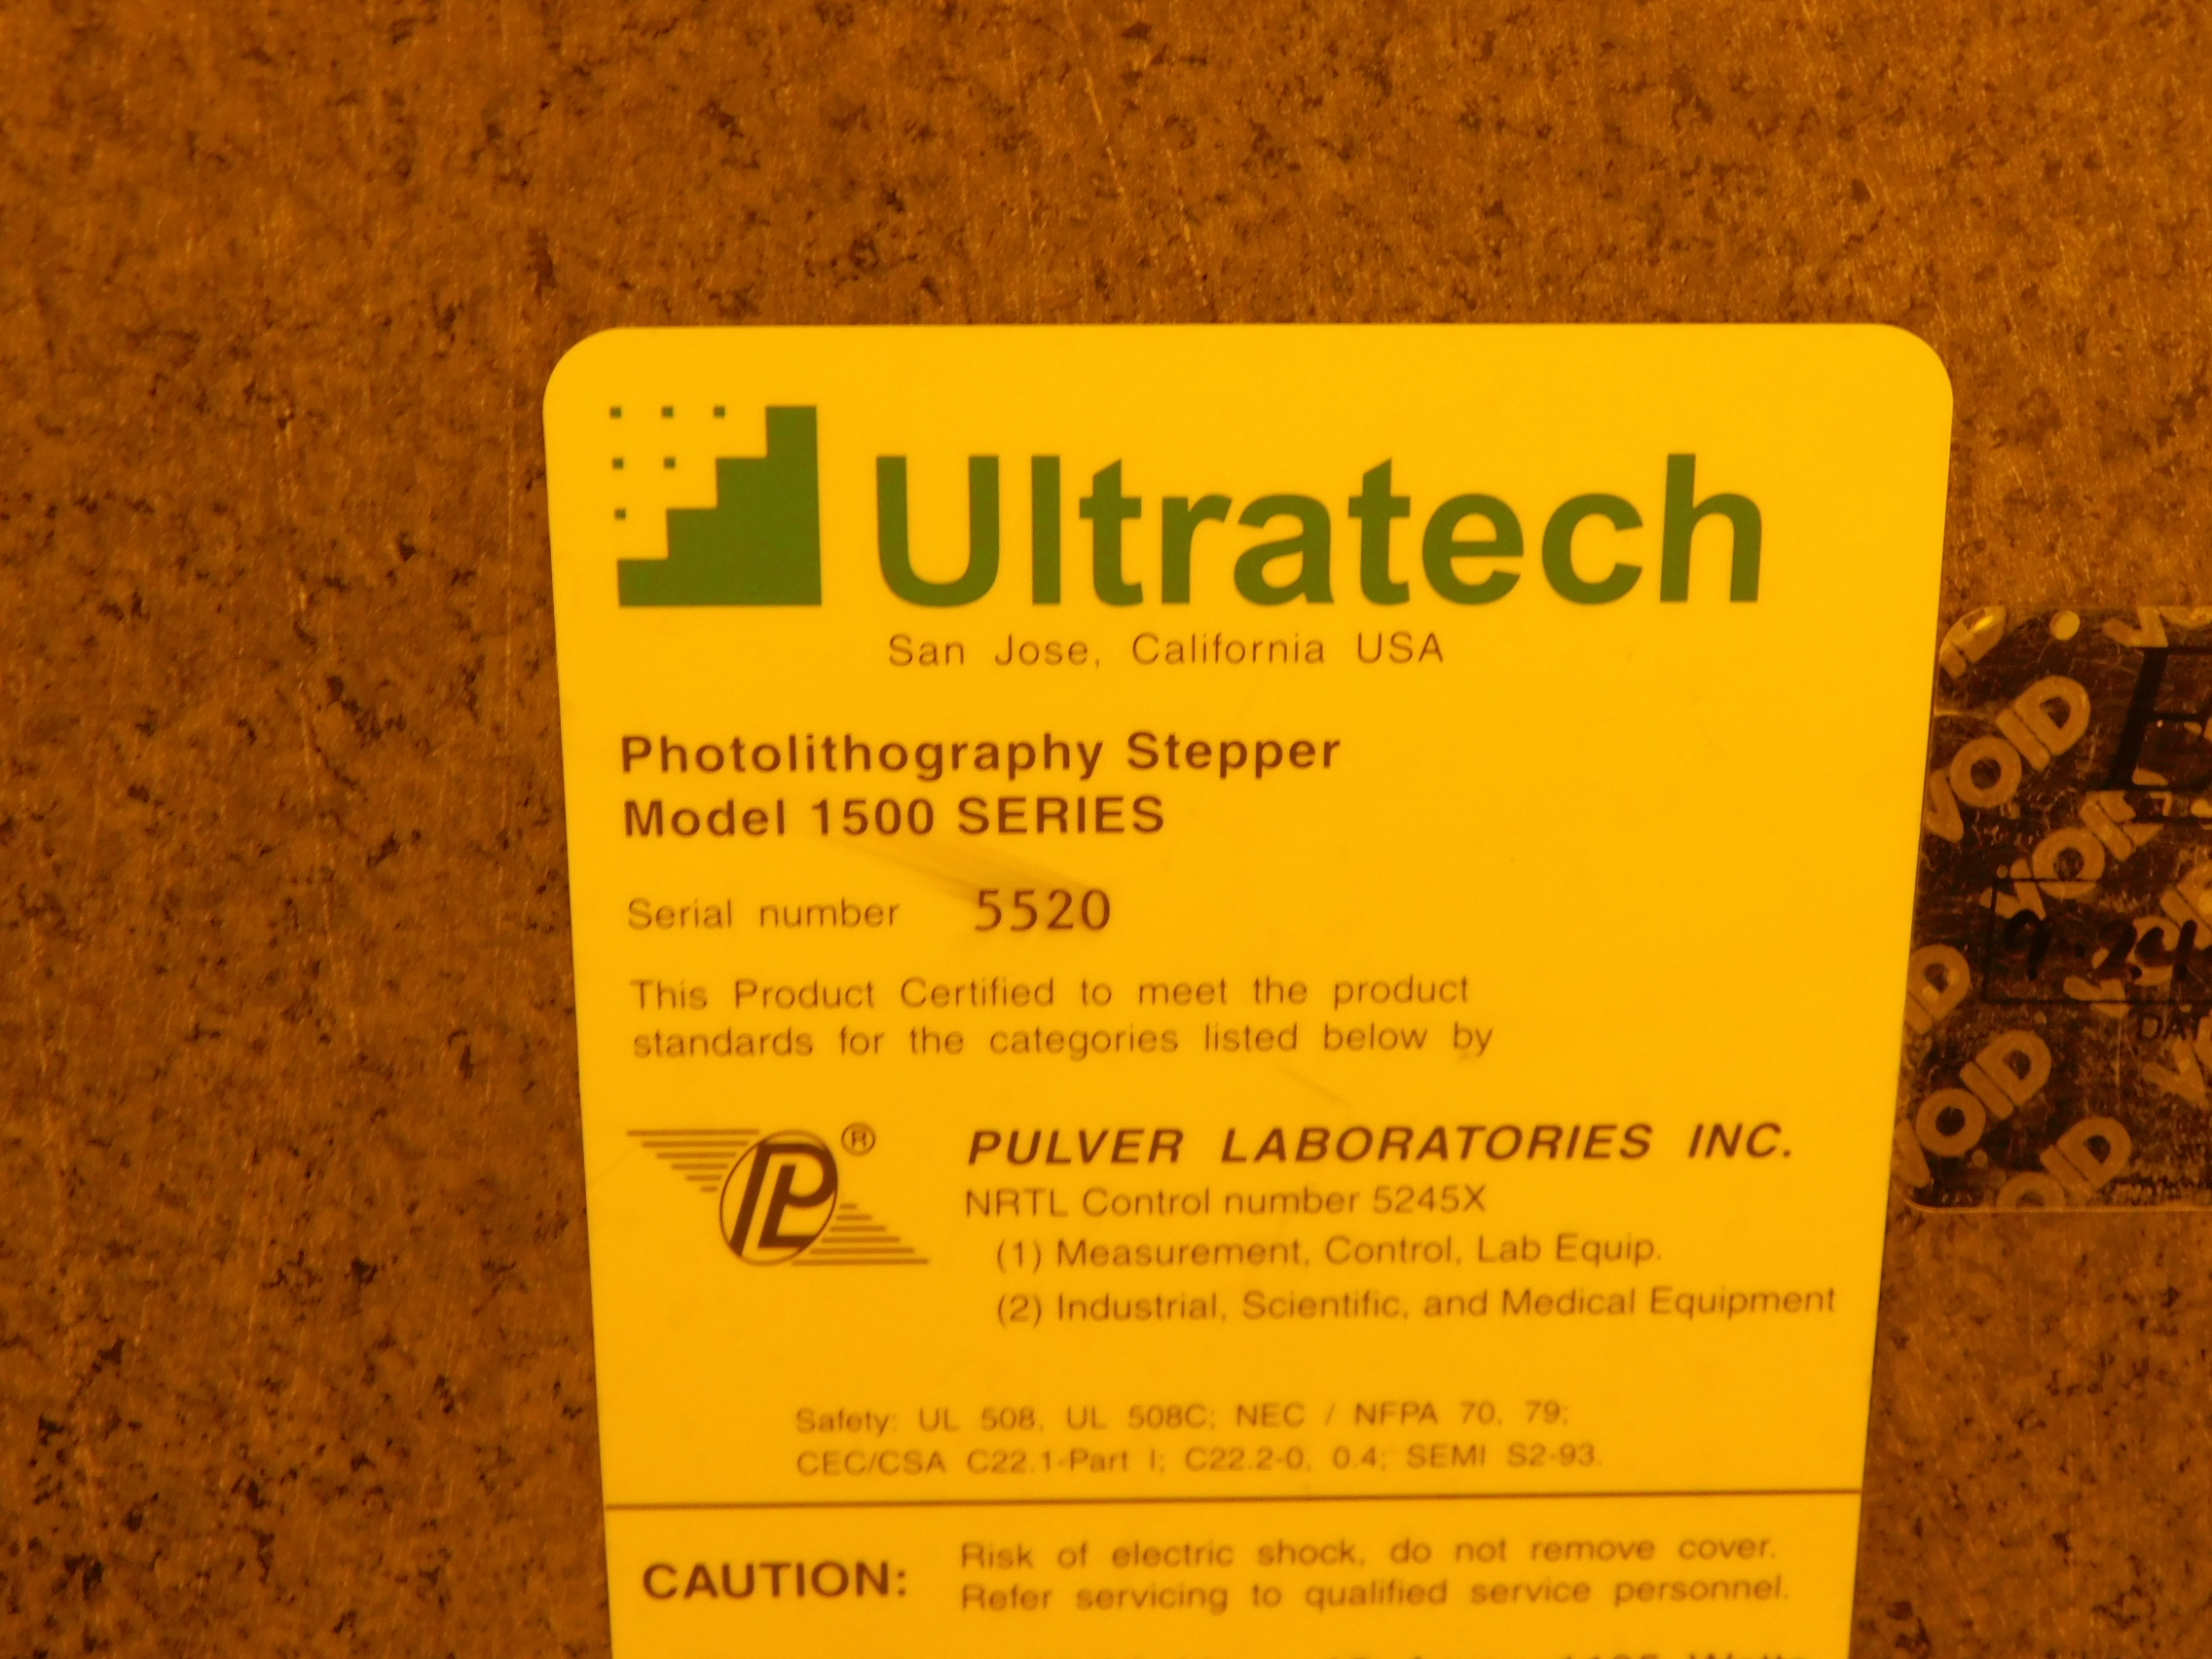 Ultratech
San Jose, California USA
Photolithography Stepper
Model 1500 SERIES
Serial number 5520
This Product Certified to meet the product
standards for the categories listed below by
PL ®
PULVER LABORATORIES INC.
NRTL Control number 5245X
(1) Measurement, Control, Lab Equip.
(2) Industrial, Scientific, and Medical Equipment
Safety: UL 508, UL 508C; NEC / NFPA 70, 79;
CEC/CSA C22.1-Part I; C22.2-0, 0.4; SEMI S2-93.
CAUTION: Risk of electric shock, do not remove cover.
Refer servicing to qualified service personnel.
VOID
VOID
VOID